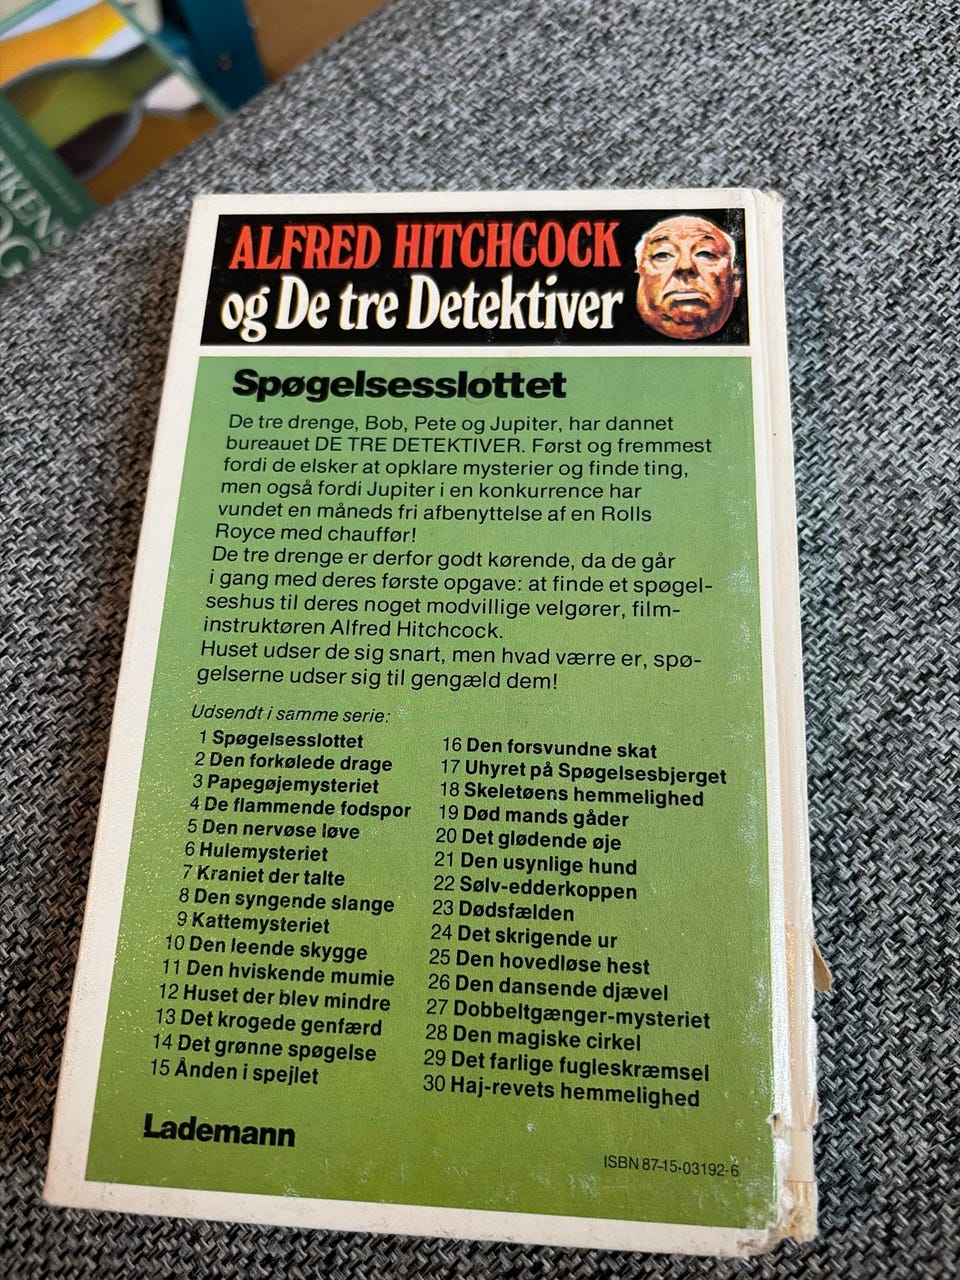 ALFRED HITCHCOCK
og De tre Detektiver
Spøgelsesslottet
De tre drenge, Bob, Pete og Jupiter, har dannet
bureauet DE TRE DETEKTIVER. Først og fremmest
fordi de elsker at opklare mysterier og finde ting,
men også fordi Jupiter i en konkurrence har
vundet en måneds fri afbenyttelse af en Rolls
Royce med chauffør!
De tre drenge er derfor godt kørende, da de går
i gang med deres første opgave: at finde et spøgel-
seshus til deres noget modvillige velgører, film-
instruktøren Alfred Hitchcock.
Huset udser de sig snart, men hvad værre er, spø-
gelserne udser sig til gengæld dem!
Udsendt i samme serie:
1 Spøgelsesslottet
2 Den forkølede drage
3 Papegøjemysteriet
4 De flammende fodspor
5 Den nervøse løve
6 Hulemysteriet
7 Kraniet der talte
8 Den syngende slange
9 Kattemysteriet
10 Den leende skygge
11 Den hviskende mumie
12 Huset der blev mindre
13 Det krogede genfærd
14 Det grønne spøgelse
15 Ånden i spejlet
16 Den forsvundne skat
17 Uhyret på Spøgelsesbjerget
18 Skeletøens hemmelighed
19 Død mands gåder
20 Det glødende øje
21 Den usynlige hund
22 Sølv-edderkoppen
23 Dødsfælden
24 Det skrigende ur
25 Den hovedløse hest
26 Den dansende djævel
27 Dobbeltgænger-mysteriet
28 Den magiske cirkel
29 Det farlige fugleskræmsel
30 Haj-revets hemmelighed
Lademann
ISBN 87-15-03192-6